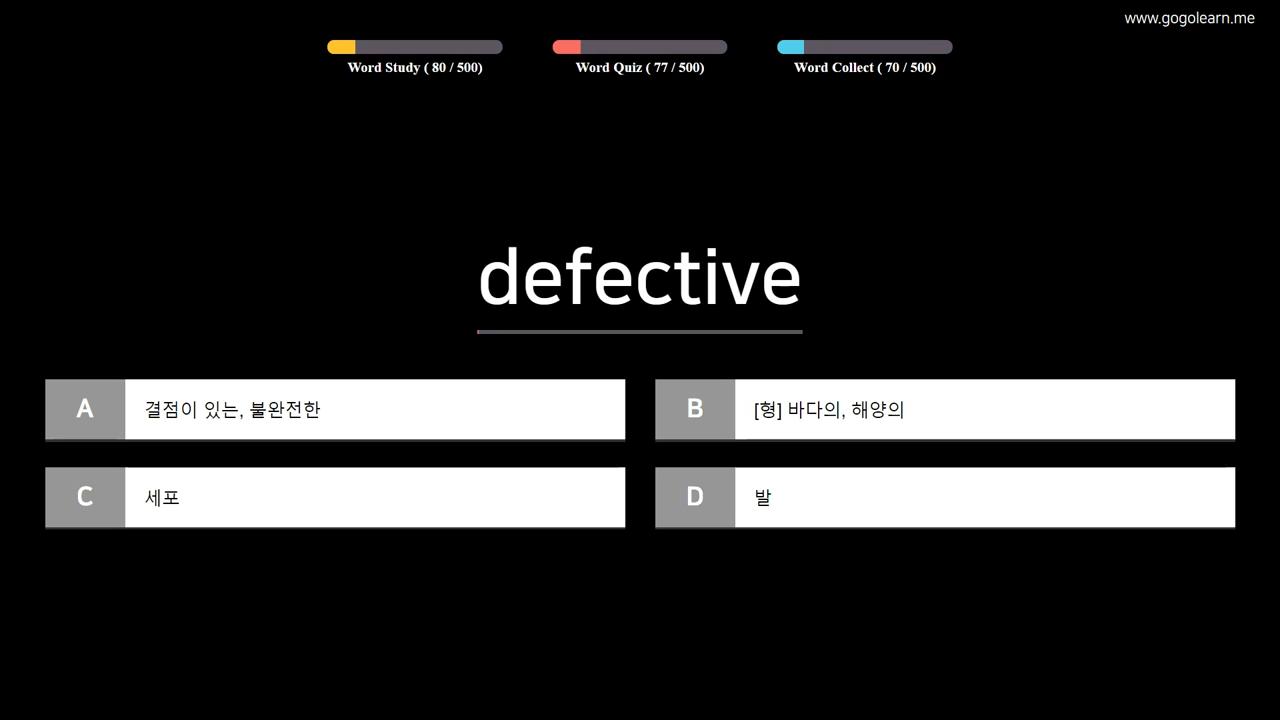 www.gogolearn.me
Word Study ( 80 / 500)
Word Quiz ( 77 / 500)
Word Collect ( 70 / 500)
defective
A 결점이 있는, 불완전한
B [형] 바다의, 해양의
C 세포
D 발